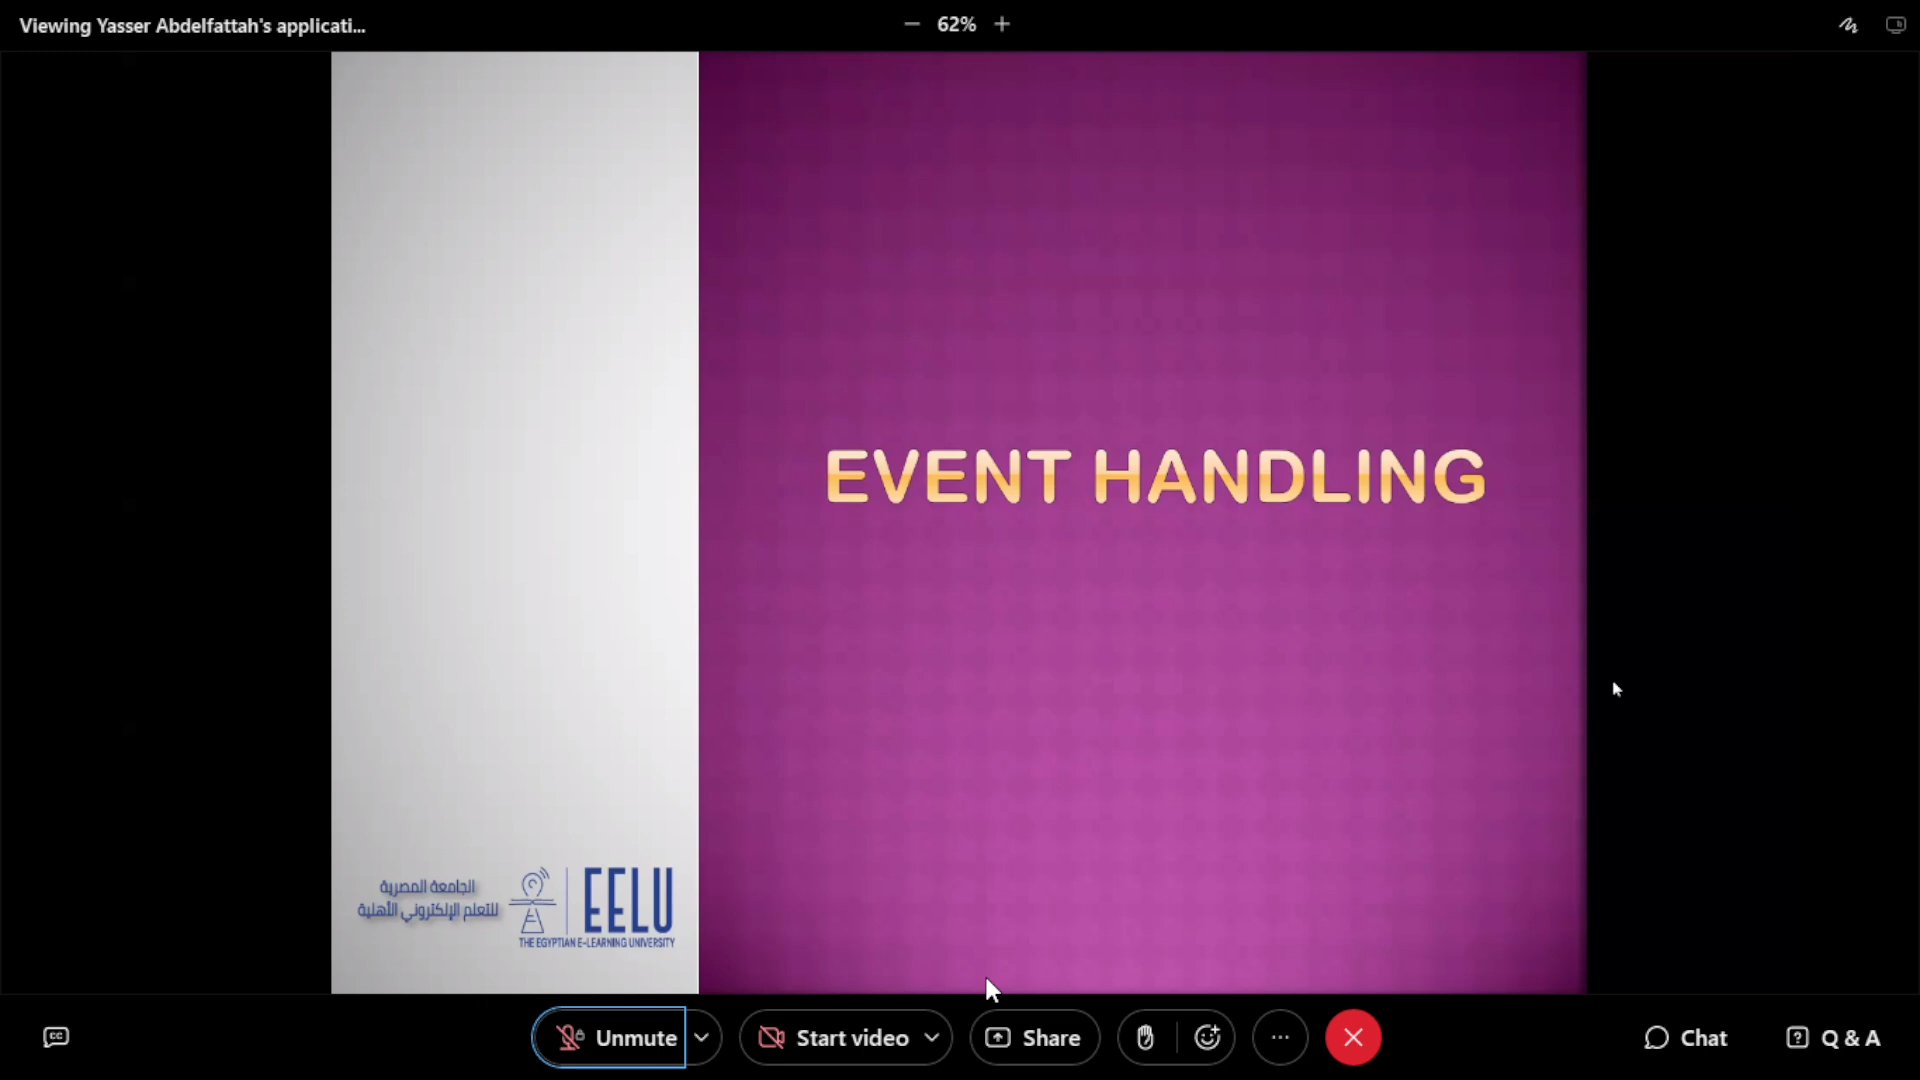 Viewing Yasser Abdelfattah's applicati...
62%
EVENT HANDLING
الجامعة المصرية
للتعلم الإلكتروني الأهلية
EELU
THE EGYPTIAN E-LEARNING UNIVERSITY
CC
Unmute
Start video
Share
Chat
Q & A